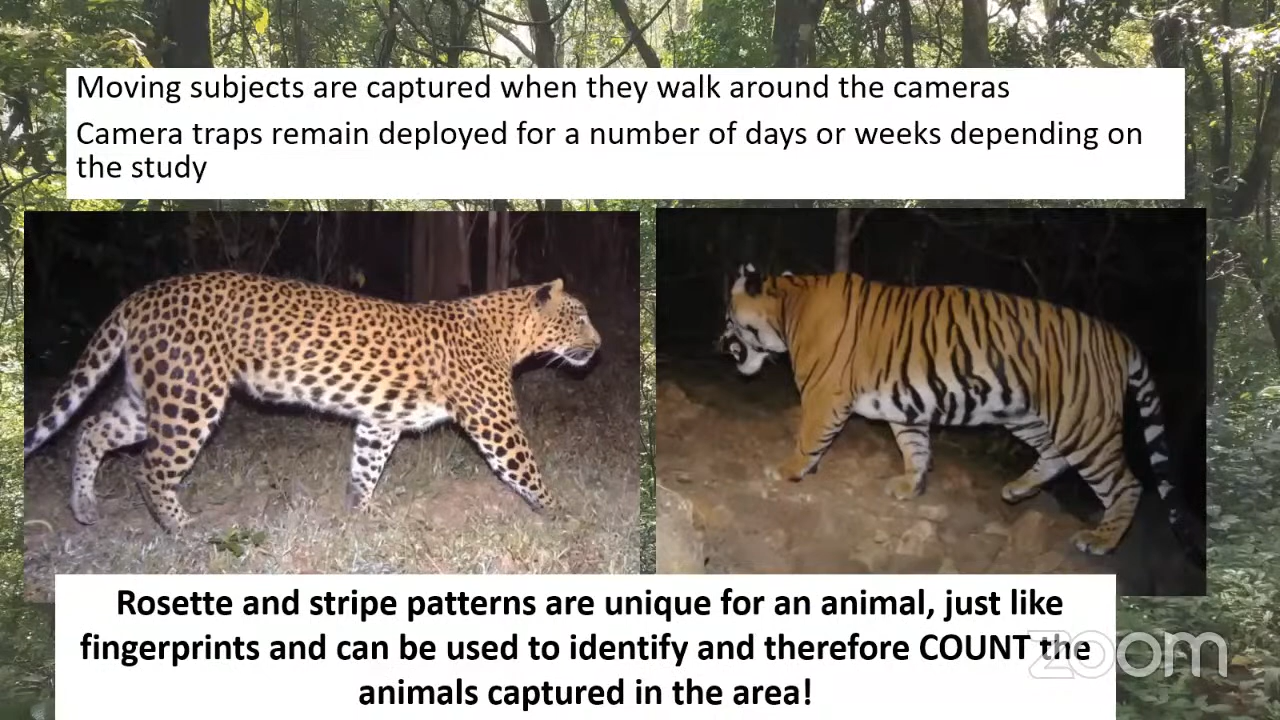 Moving subjects are captured when they walk around the cameras
Camera traps remain deployed for a number of days or weeks depending on
the study
Rosette and stripe patterns are unique for an animal, just like
fingerprints and can be used to identify and therefore COUNT the
animals captured in the area!
zoom